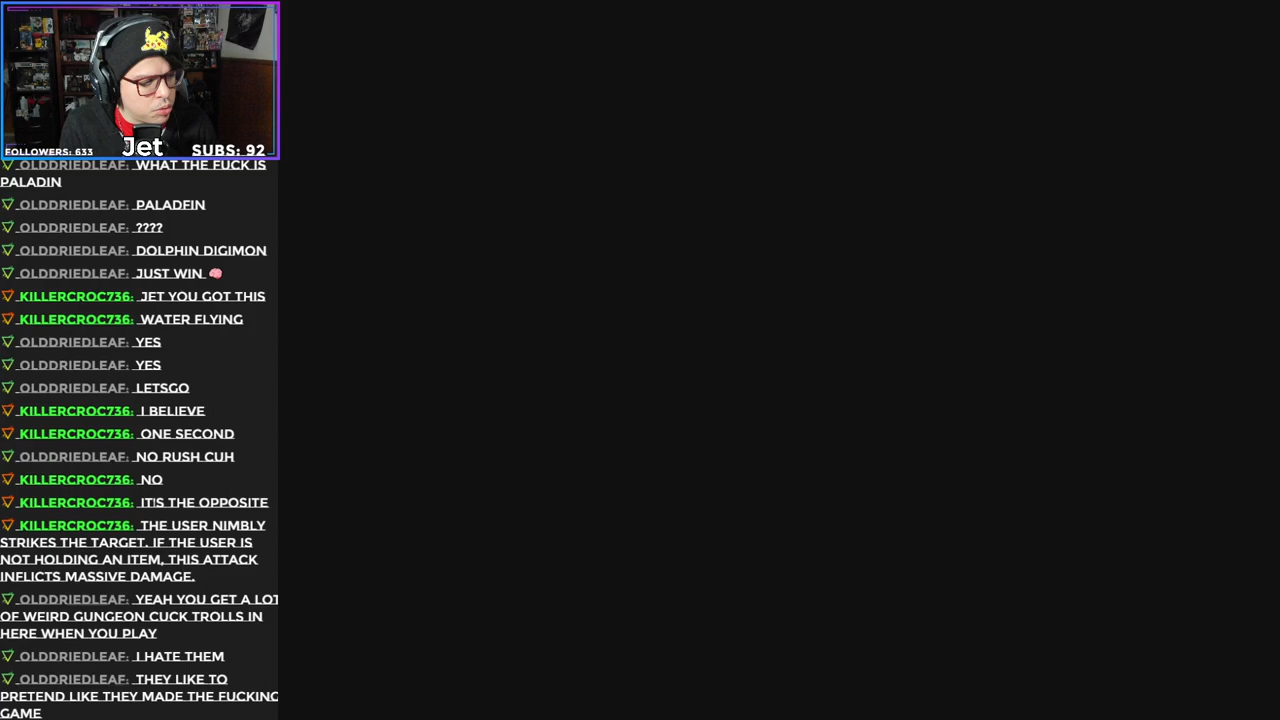 FOLLOWERS: 633 Jet SUBS: 92
OLDDRIEDLEAF: WHAT THE FUCK IS
PALADIN
OLDDRIEDLEAF: PALADFIN
OLDDRIEDLEAF: ????
OLDDRIEDLEAF: DOLPHIN DIGIMON
OLDDRIEDLEAF: JUST WIN 🧠
KILLERCROC736: JET YOU GOT THIS
KILLERCROC736: WATER FLYING
OLDDRIEDLEAF: YES
OLDDRIEDLEAF: YES
OLDDRIEDLEAF: LETSGO
KILLERCROC736: I BELIEVE
KILLERCROC736: ONE SECOND
OLDDRIEDLEAF: NO RUSH CUH
KILLERCROC736: NO
KILLERCROC736: IT'S THE OPPOSITE
KILLERCROC736: THE USER NIMBLY
STRIKES THE TARGET. IF THE USER IS
NOT HOLDING AN ITEM, THIS ATTACK
INFLICTS MASSIVE DAMAGE.
OLDDRIEDLEAF: YEAH YOU GET A LOT
OF WEIRD GUNGEON CUCK TROLLS IN
HERE WHEN YOU PLAY
OLDDRIEDLEAF: I HATE THEM
OLDDRIEDLEAF: THEY LIKE TO
PRETEND LIKE THEY MADE THE FUCKING
GAME